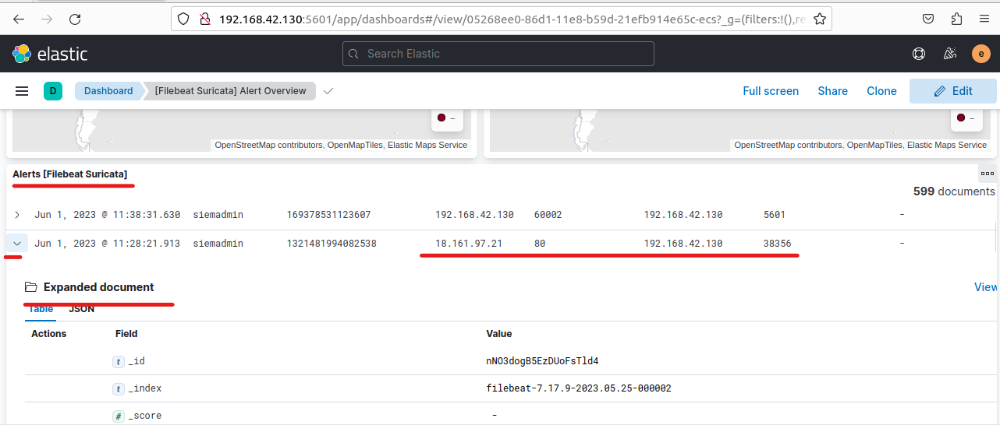 192.168.42.130:5601/app/dashboards#/view/05268ee0-86d1-11e8-b59d-21efb914e65c-ecs?_g=(filters:!(),re
elastic Search Elastic e
D Dashboard [Filebeat Suricata] Alert Overview Full screen Share Clone Edit
– –
OpenStreetMap contributors, OpenMapTiles, Elastic Maps Service OpenStreetMap contributors, OpenMapTiles, Elastic Maps Service
Alerts [Filebeat Suricata]
599 documents
Jun 1, 2023 @ 11:38:31.630 siemadmin 169378531123607 192.168.42.130 60002 192.168.42.130 5601 -
Jun 1, 2023 @ 11:28:21.913 siemadmin 1321481994082538 18.161.97.21 80 192.168.42.130 38356 -
Expanded document View
Table JSON
Actions Field Value
t _id nNO3dogB5EzDUoFsTld4
t _index filebeat-7.17.9-2023.05.25-000002
# _score -